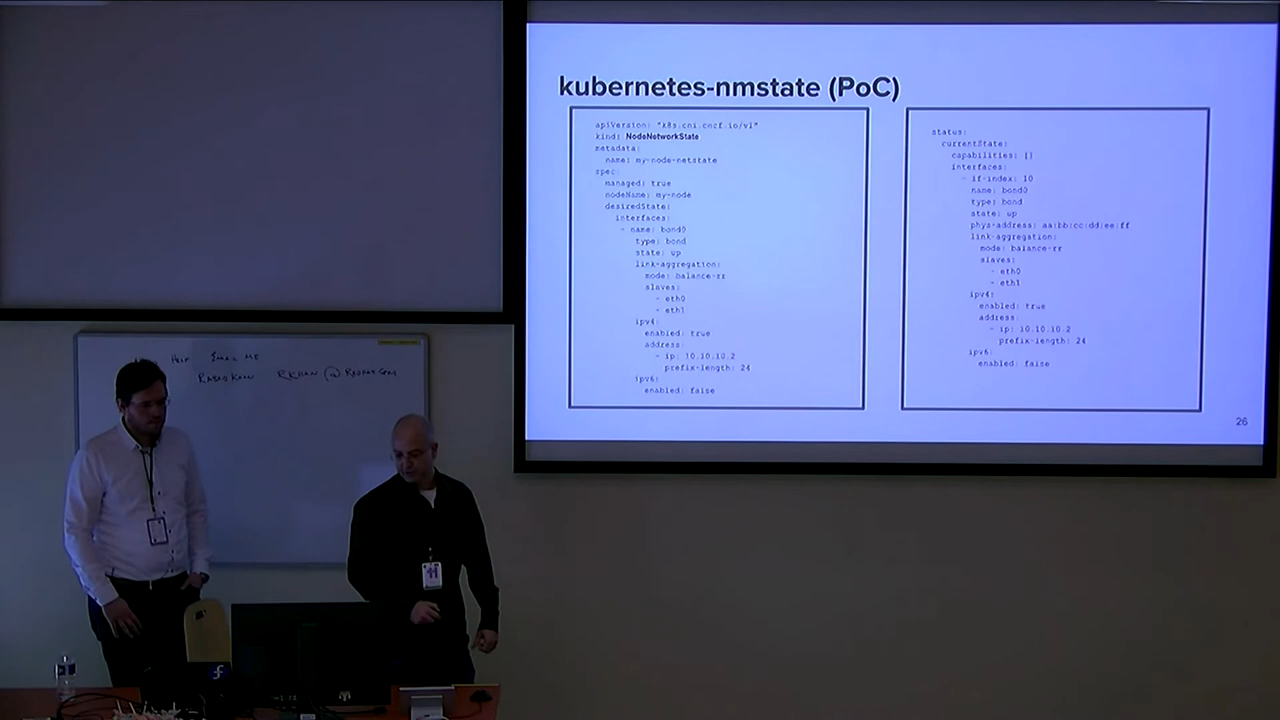 kubernetes-nmstate (PoC)
apiVersion: "k8s.cni.cncf.io/v1"
kind: NodeNetworkState
metadata:
name: my-node-netstate
spec:
managed: true
nodeName: my-node
desiredState:
interfaces:
- name: bond0
type: bond
state: up
link-aggregation:
mode: balance-rr
slaves:
- eth0
- eth1
ipv4:
enabled: true
address:
- ip: 10.10.10.2
prefix-length: 24
ipv6:
enabled: false
status:
currentState:
capabilities: []
interfaces:
- if-index: 10
name: bond0
type: bond
state: up
phys-address: aa:bb:cc:dd:ee:ff
link-aggregation:
mode: balance-rr
slaves:
- eth0
- eth1
ipv4:
enabled: true
address:
- ip: 10.10.10.2
prefix-length: 24
ipv6:
enabled: false
26
EMAIL ME
RKHAN @ REDHAT.COM